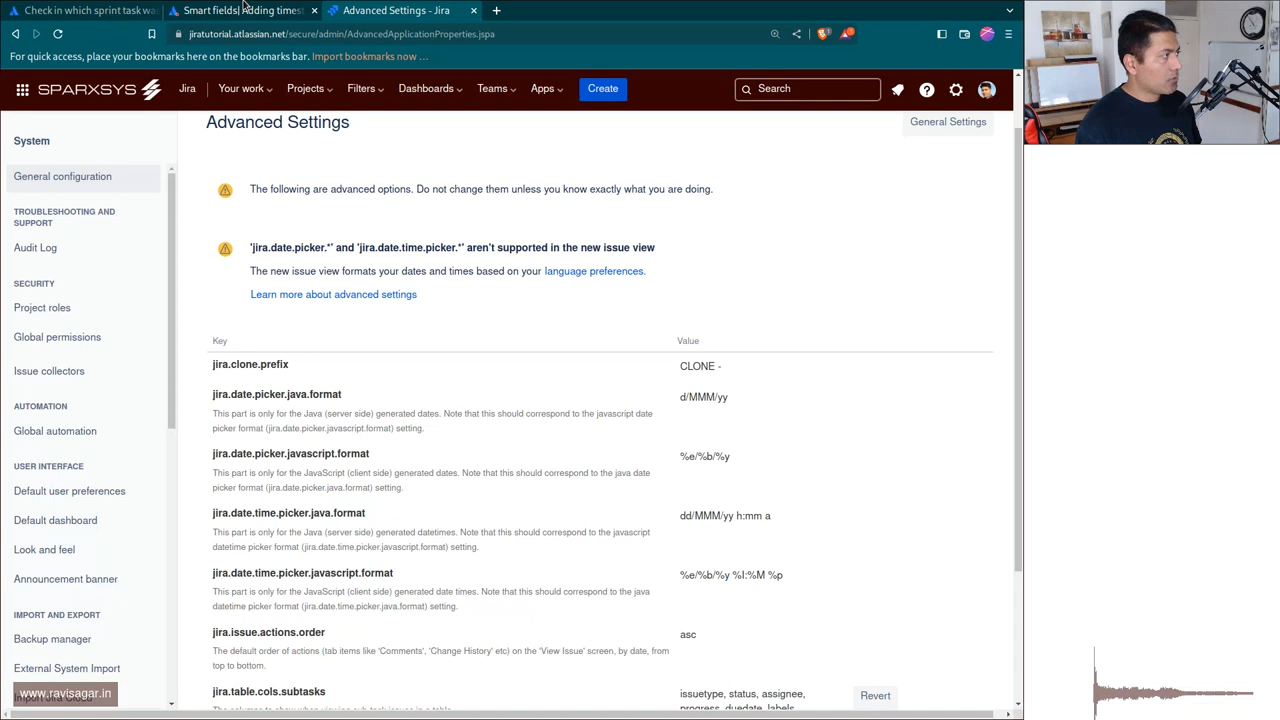 Check in which sprint task wa
Smart fields| Adding timest
Advanced Settings - Jira
jiratutorial.atlassian.net/secure/admin/AdvancedApplicationProperties.jspa
For quick access, place your bookmarks here on the bookmarks bar. Import bookmarks now ...
SPARXSYS
Jira
Your work
Projects
Filters
Dashboards
Teams
Apps
Create
Search
System
General configuration
TROUBLESHOOTING AND
SUPPORT
Audit Log
SECURITY
Project roles
Global permissions
Issue collectors
AUTOMATION
Global automation
USER INTERFACE
Default user preferences
Default dashboard
Look and feel
Announcement banner
IMPORT AND EXPORT
Backup manager
External System Import
www.ravisagar.in
Advanced Settings
General Settings
The following are advanced options. Do not change them unless you know exactly what you are doing.
'jira.date.picker.*' and 'jira.date.time.picker.*' aren't supported in the new issue view
The new issue view formats your dates and times based on your language preferences.
Learn more about advanced settings
Key Value
jira.clone.prefix CLONE -
jira.date.picker.java.format d/MMM/yy
This part is only for the Java (server side) generated dates. Note that this should correspond to the javascript date
picker format (jira.date.picker.javascript.format) setting.
jira.date.picker.javascript.format %e/%b/%y
This part is only for the JavaScript (client side) generated dates. Note that this should correspond to the java date
picker format (jira.date.picker.java.format) setting.
jira.date.time.picker.java.format dd/MMM/yy h:mm a
This part is only for the Java (server side) generated datetimes. Note that this should correspond to the javascript
datetime picker format (jira.date.time.picker.javascript.format) setting.
jira.date.time.picker.javascript.format %e/%b/%y %I:%M %p
This part is only for the JavaScript (client side) generated date times. Note that this should correspond to the java
datetime picker format (jira.date.time.picker.java.format) setting.
jira.issue.actions.order asc
The default order of actions (tab items like 'Comments', 'Change History' etc) on the 'View Issue' screen, by date, from
top to bottom.
jira.table.cols.subtasks issuetype, status, assignee,
Revert
progress, duedate, labels